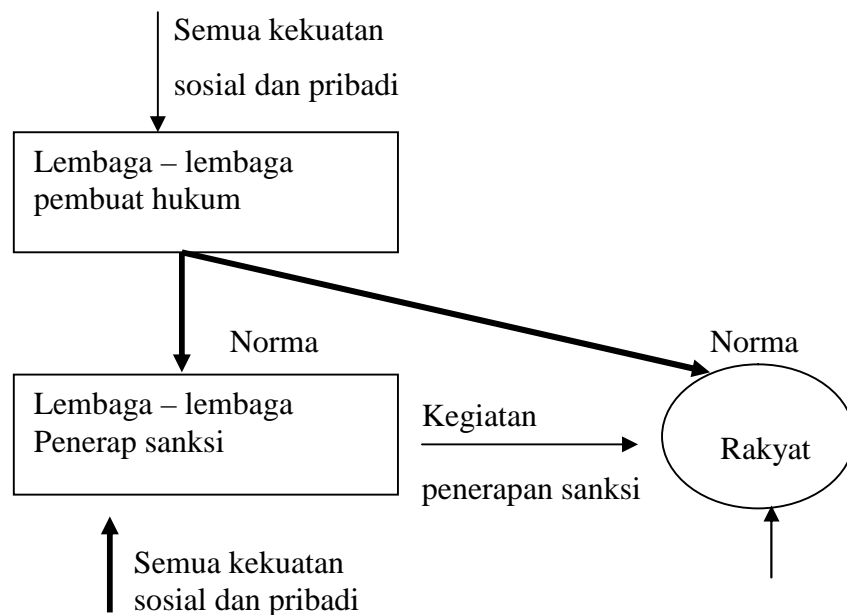 Semua kekuatan
sosial dan pribadi
Lembaga – lembaga
pembuat hukum
Norma
Norma
Lembaga – lembaga
Penerap sanksi
Kegiatan
penerapan sanksi
Rakyat
Semua kekuatan
sosial dan pribadi